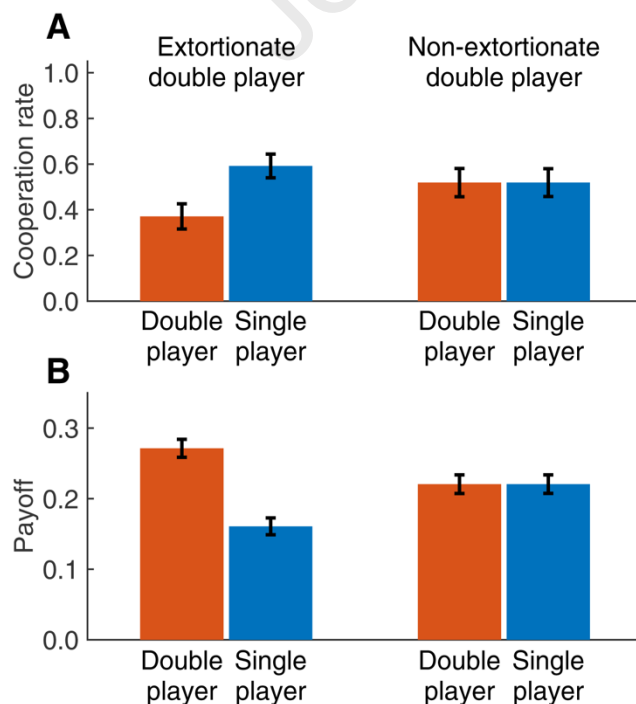 A
Extortionate
double player
Non-extortionate
double player
Cooperation rate
1.0
0.8
0.6
0.4
0.2
0.0
Double
player
Single
player
Double
player
Single
player
B
Payoff
0.3
0.2
0.1
0.0
Double
player
Single
player
Double
player
Single
player